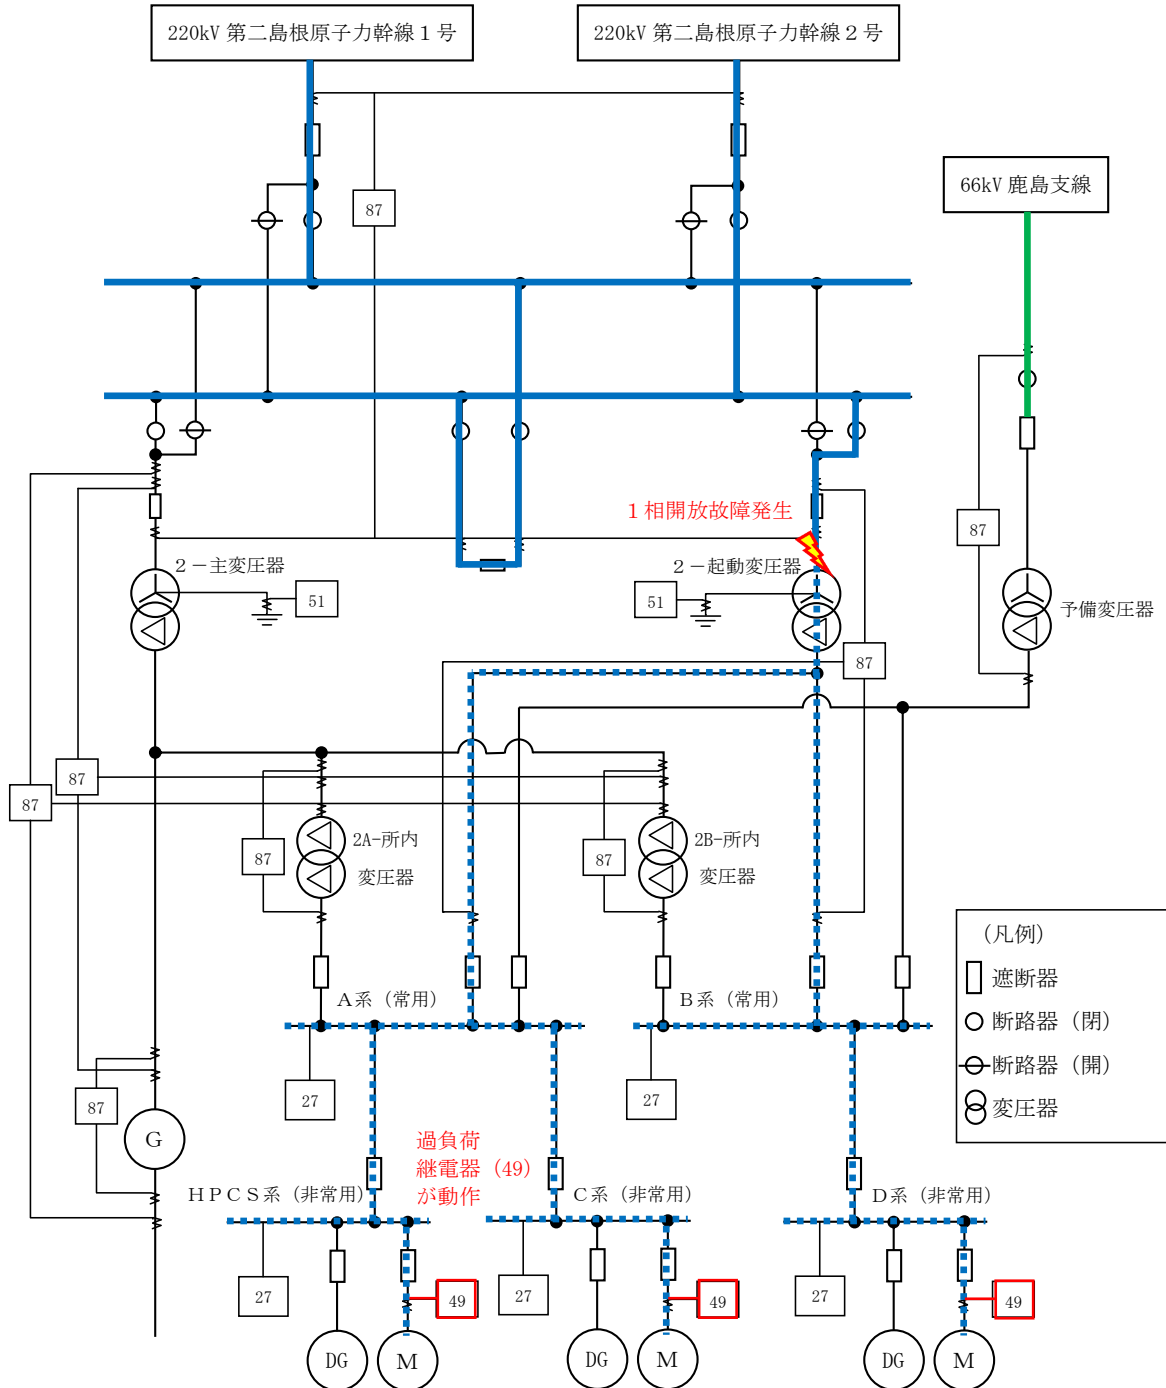 220kV 第二島根原子力幹線１号
220kV 第二島根原子力幹線２号
66kV 鹿島支線
87
１相開放故障発生
87
２－主変圧器
２－起動変圧器
51
51
予備変圧器
87
87
87
2A-所内
変圧器
2B-所内
変圧器
87
87
（凡例）
遮断器
断路器（閉）
断路器（開）
変圧器
Ａ系（常用）
Ｂ系（常用）
27
27
87
G
過負荷
継電器（49）
が動作
ＨＰＣＳ系（非常用）
Ｃ系（非常用）
Ｄ系（非常用）
27
49
27
49
27
49
DG
M
DG
M
DG
M